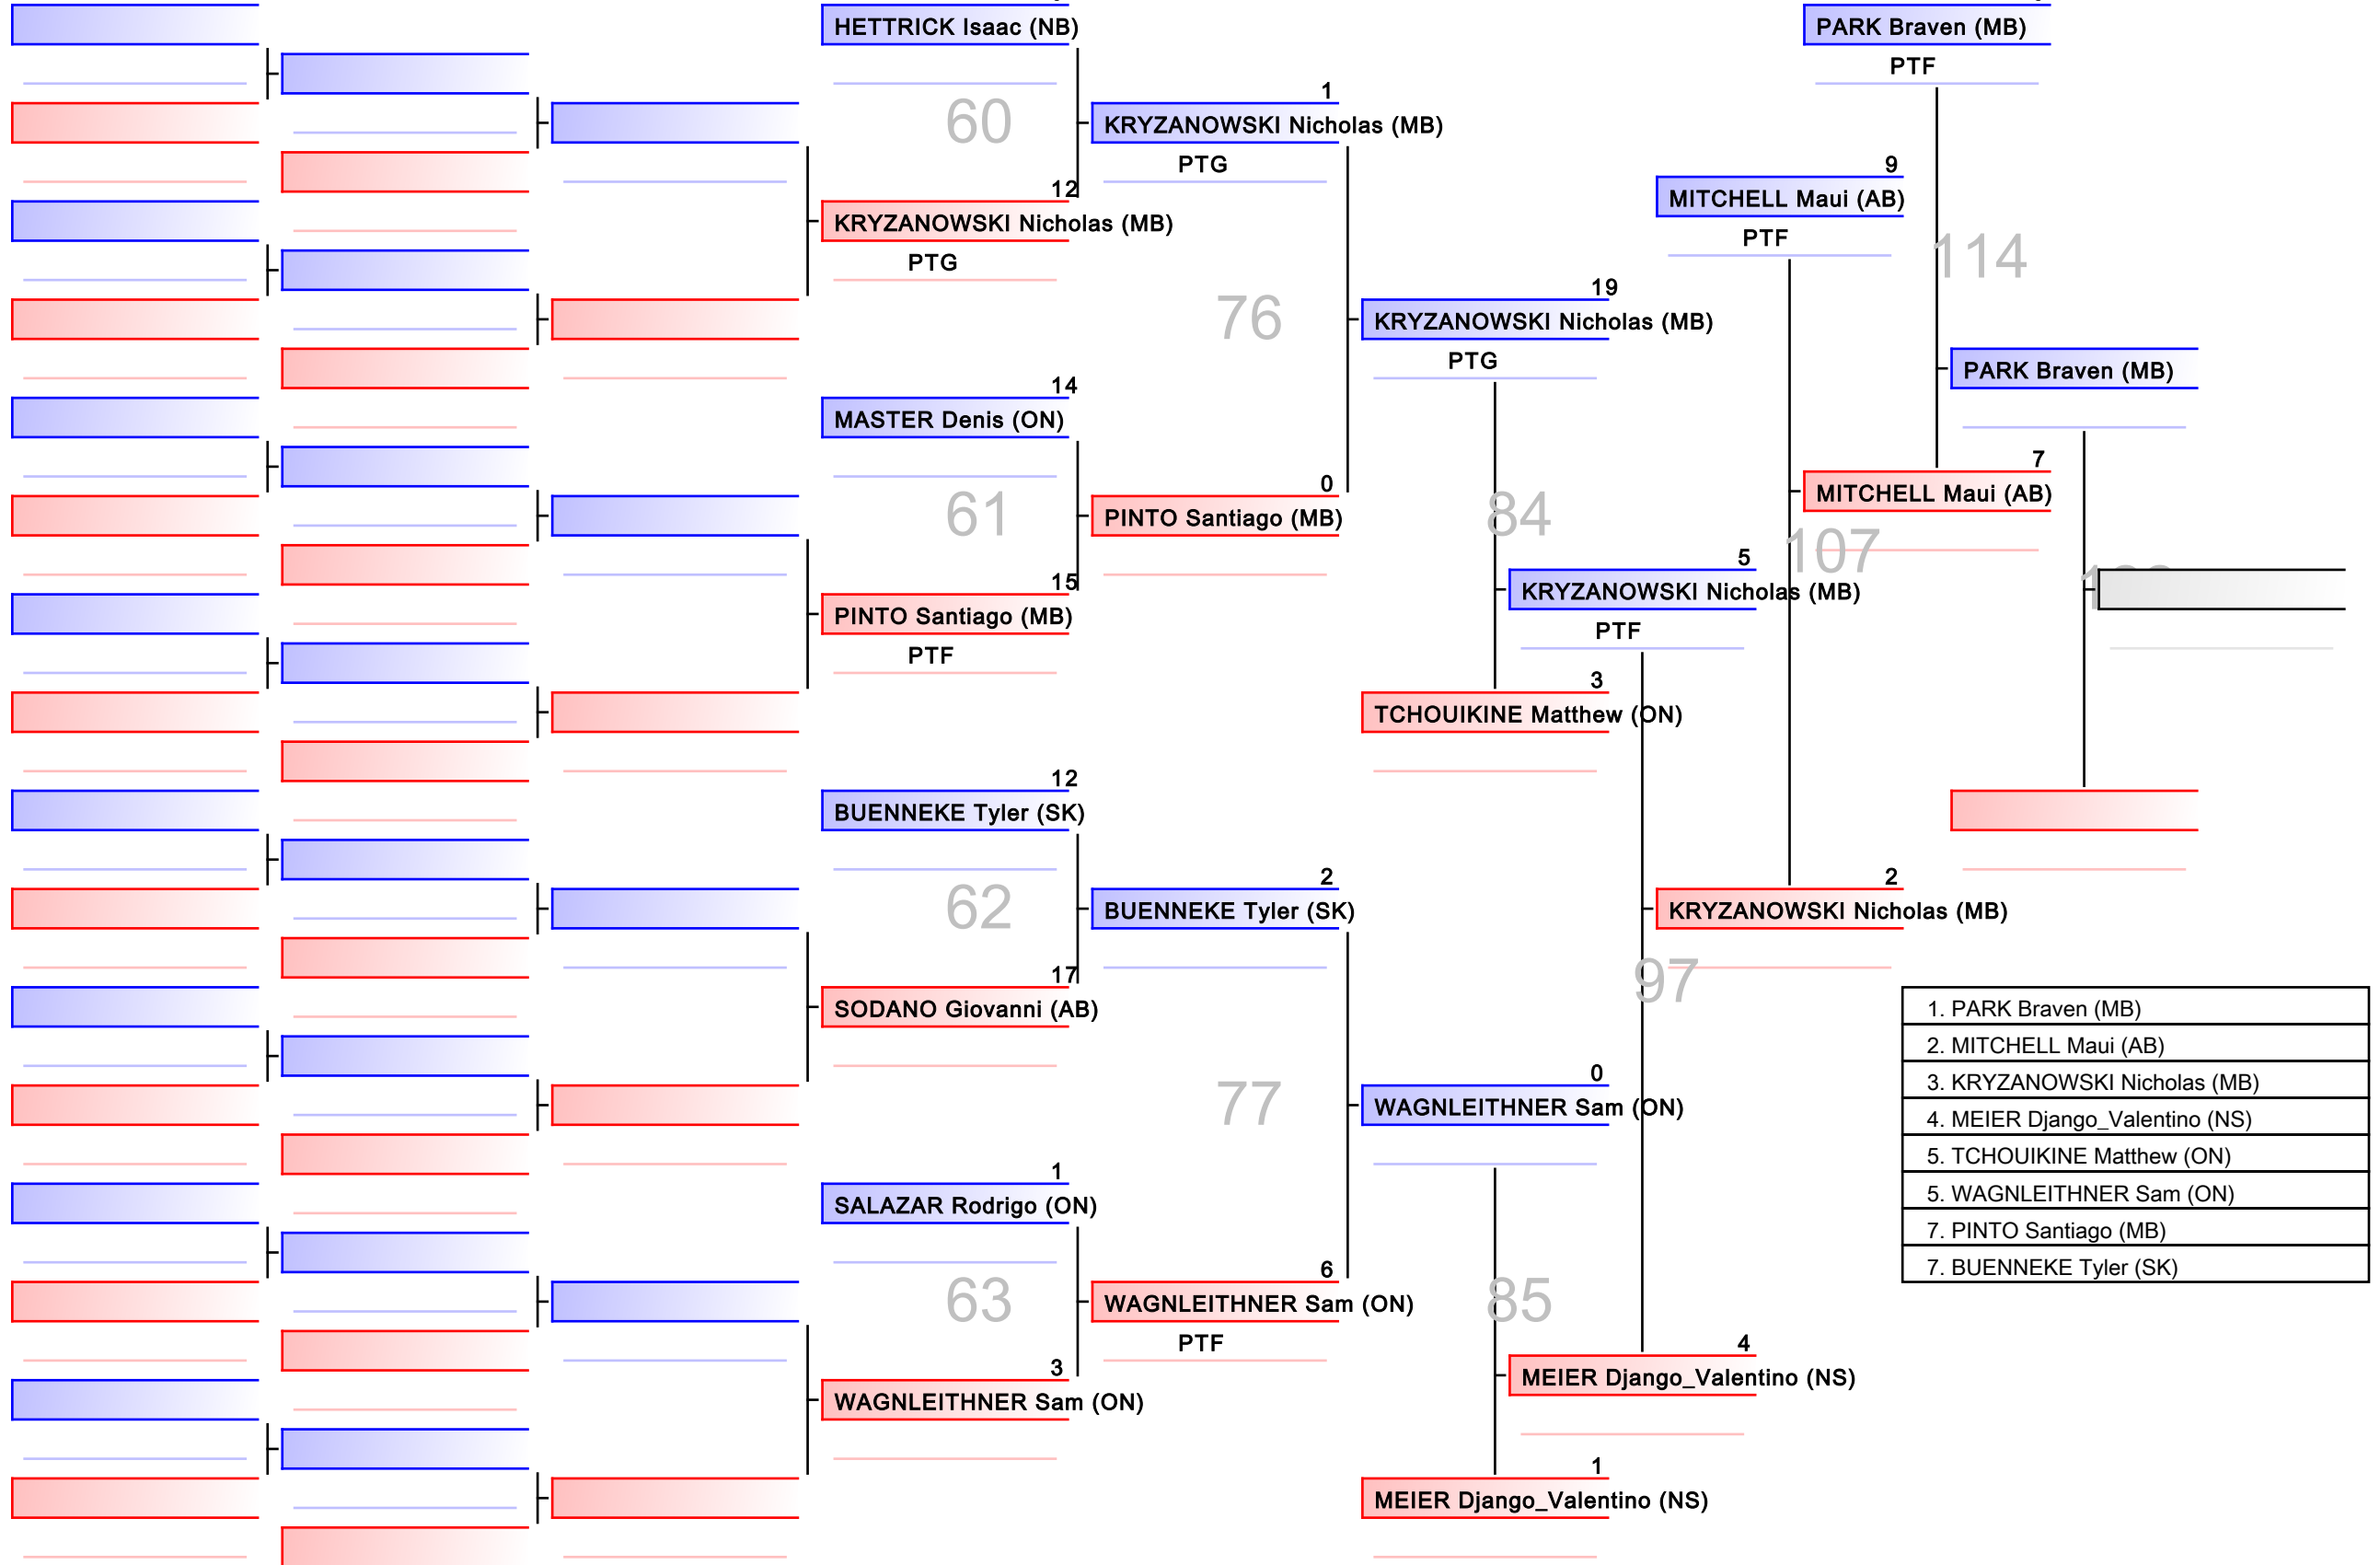 HETTRICK Isaac (NB)
60
12
KRYZANOWSKI Nicholas (MB)
PTG
14
MASTER Denis (ON)
61
15
PINTO Santiago (MB)
PTF
12
BUENNEKE Tyler (SK)
62
17
SODANO Giovanni (AB)
1
SALAZAR Rodrigo (ON)
63
3
WAGNLEITHNER Sam (ON)
1
KRYZANOWSKI Nicholas (MB)
PTG
76
0
PINTO Santiago (MB)
2
BUENNEKE Tyler (SK)
77
6
WAGNLEITHNER Sam (ON)
PTF
19
KRYZANOWSKI Nicholas (MB)
PTG
84
3
TCHOUIKINE Matthew (ON)
0
WAGNLEITHNER Sam (ON)
85
1
MEIER Django_Valentino (NS)
5
KRYZANOWSKI Nicholas (MB)
PTF
97
4
MEIER Django_Valentino (NS)
9
MITCHELL Maui (AB)
PTF
107
2
KRYZANOWSKI Nicholas (MB)
PARK Braven (MB)
PTF
114
7
MITCHELL Maui (AB)
PARK Braven (MB)
1. PARK Braven (MB)
2. MITCHELL Maui (AB)
3. KRYZANOWSKI Nicholas (MB)
4. MEIER Django_Valentino (NS)
5. TCHOUIKINE Matthew (ON)
5. WAGNLEITHNER Sam (ON)
7. PINTO Santiago (MB)
7. BUENNEKE Tyler (SK)